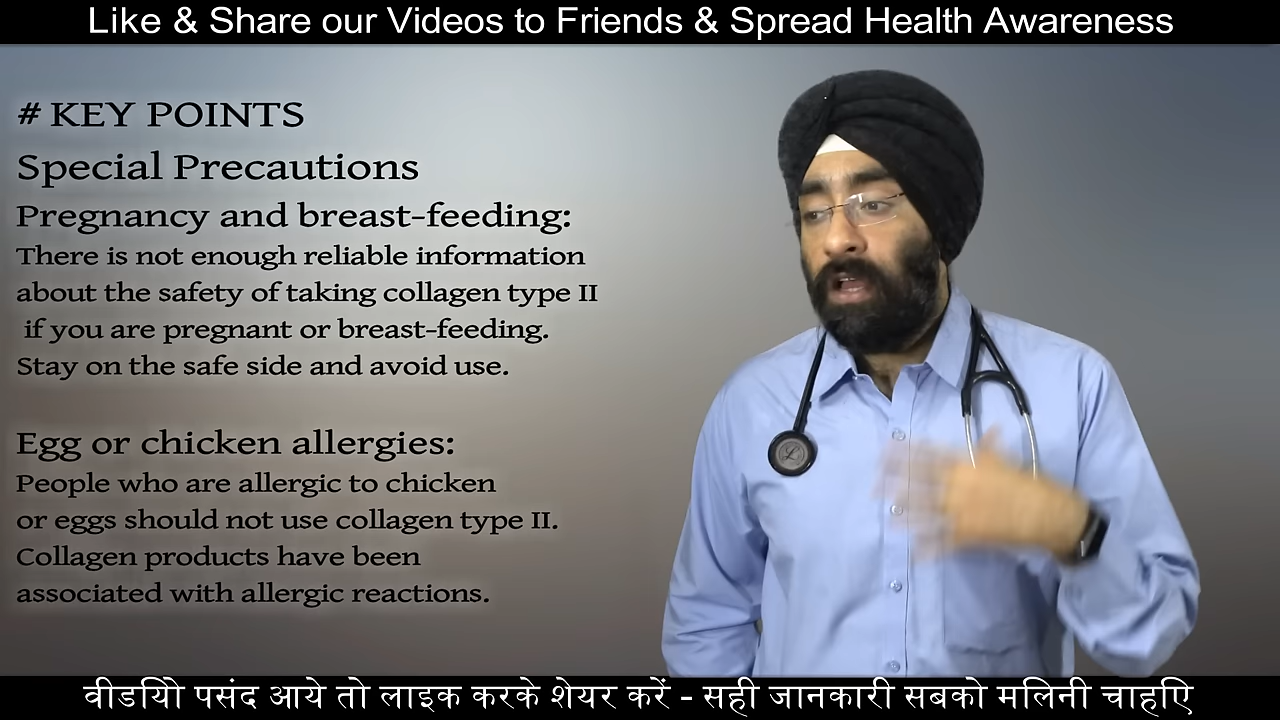 Like & Share our Videos to Friends & Spread Health Awareness
# KEY POINTS
Special Precautions
Pregnancy and breast-feeding:
There is not enough reliable information
about the safety of taking collagen type II
if you are pregnant or breast-feeding.
Stay on the safe side and avoid use.
Egg or chicken allergies:
People who are allergic to chicken
or eggs should not use collagen type II.
Collagen products have been
associated with allergic reactions.
वीडियो पसंद आये तो लाइक करके शेयर करें - सही जानकारी सबको मिलनी चाहिए